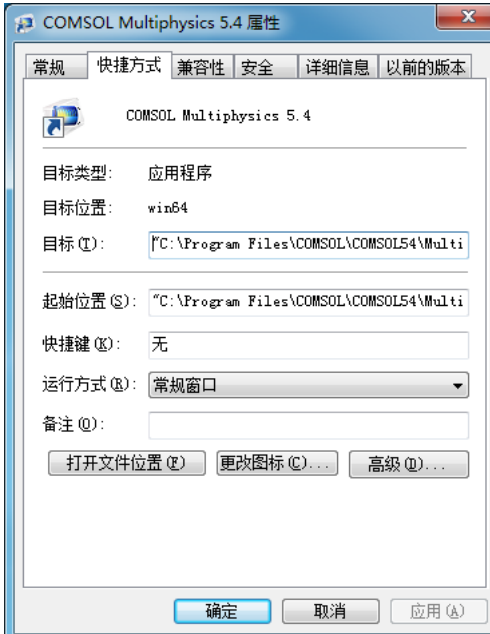 COMSOL Multiphysics 5.4 属性
常规 快捷方式 兼容性 安全 详细信息 以前的版本
COMSOL Multiphysics 5.4
目标类型: 应用程序
目标位置: win64
目标(T): "C:\Program Files\COMSOL\COMSOL54\Multi
起始位置(S): "C:\Program Files\COMSOL\COMSOL54\Multi
快捷键(K): 无
运行方式(R): 常规窗口
备注(O):
打开文件位置(F) 更改图标(C)... 高级(D)...
确定 取消 应用(A)